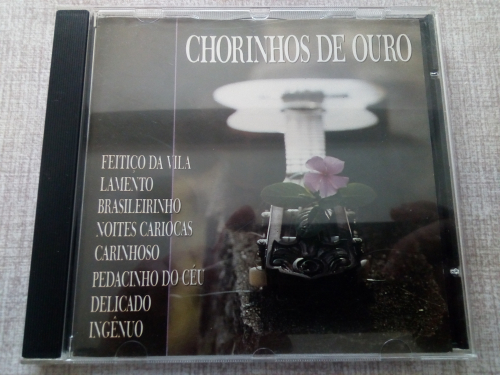 CHORINHOS DE OURO
FEITIÇO DA VILA
LAMENTO
BRASILEIRINHO
NOITES CARIOCAS
CARINHOSO
PEDACINHO DO CÉU
DELICADO
INGÊNUO